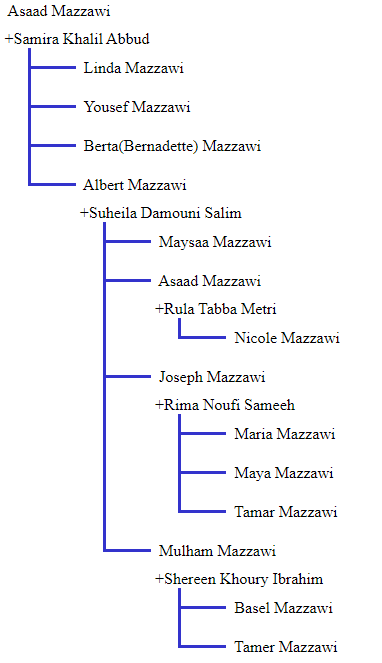 Asaad Mazzawi
+Samira Khalil Abbud
Linda Mazzawi
Yousef Mazzawi
Berta(Bernadette) Mazzawi
Albert Mazzawi
+Suheila Damouni Salim
Maysaa Mazzawi
Asaad Mazzawi
+Rula Tabba Metri
Nicole Mazzawi
Joseph Mazzawi
+Rima Noufi Sameeh
Maria Mazzawi
Maya Mazzawi
Tamar Mazzawi
Mulham Mazzawi
+Shereen Khoury Ibrahim
Basel Mazzawi
Tamer Mazzawi